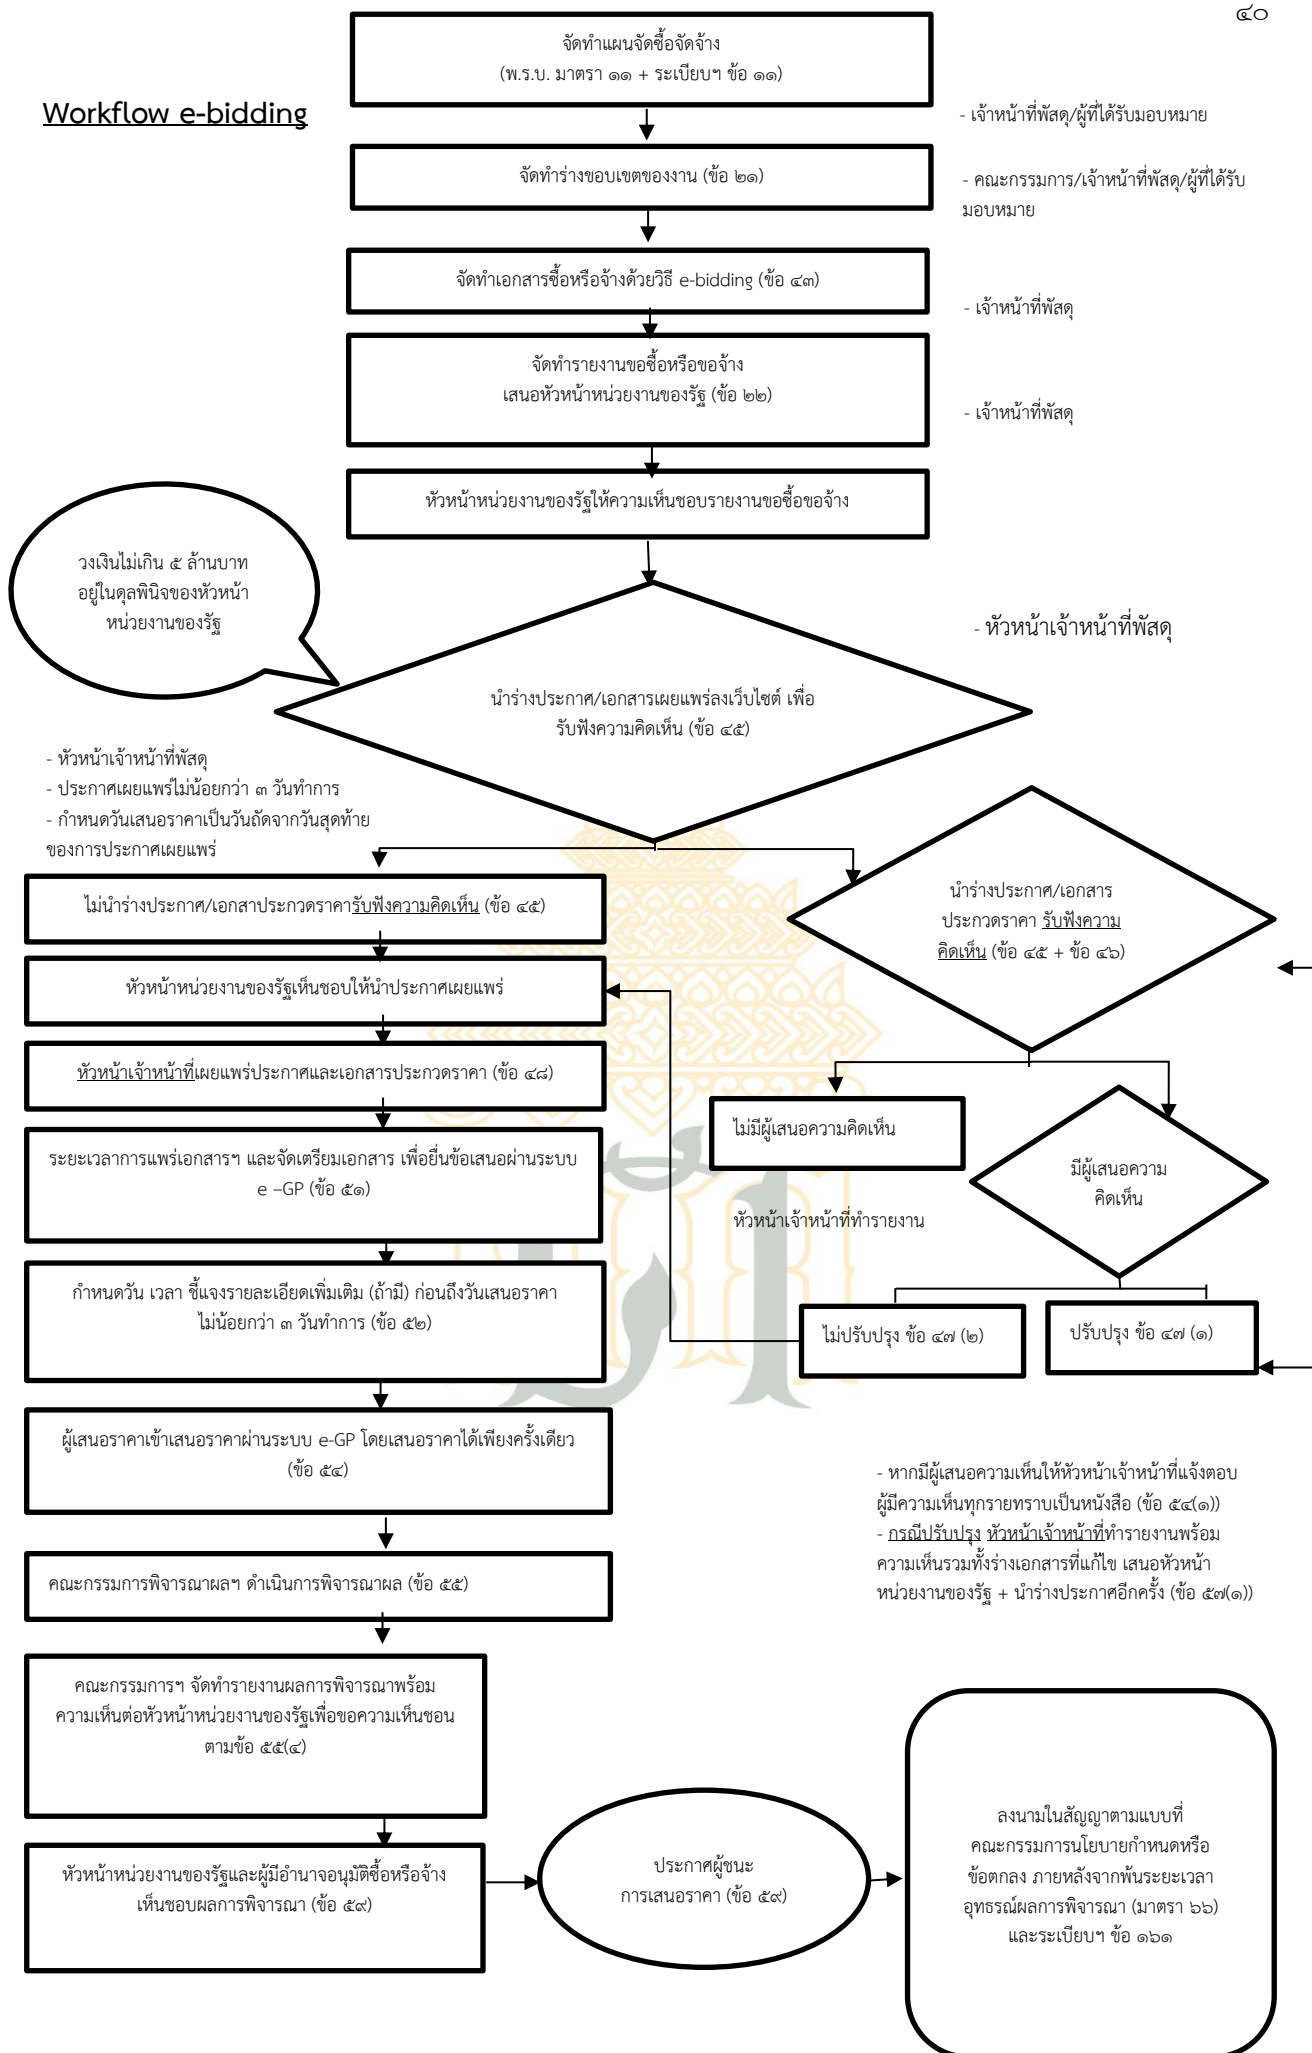 ๔๐
จัดทำแผนจัดซื้อจัดจ้าง
(พ.ร.บ. มาตรา ๑๑ + ระเบียบฯ ข้อ ๑๑)
Workflow e-bidding
- เจ้าหน้าที่พัสดุ/ผู้ที่ได้รับมอบหมาย
จัดทำร่างขอบเขตของงาน (ข้อ ๒๑)
- คณะกรรมการ/เจ้าหน้าที่พัสดุ/ผู้ที่ได้รับ
มอบหมาย
จัดทำเอกสารซื้อหรือจ้างด้วยวิธี e-bidding (ข้อ ๔๓)
- เจ้าหน้าที่พัสดุ
จัดทำรายงานขอซื้อหรือขอจ้าง
เสนอหัวหน้าหน่วยงานของรัฐ (ข้อ ๒๒)
- เจ้าหน้าที่พัสดุ
หัวหน้าหน่วยงานของรัฐให้ความเห็นชอบรายงานขอซื้อขอจ้าง
วงเงินไม่เกิน ๕ ล้านบาท
อยู่ในดุลพินิจของหัวหน้า
หน่วยงานของรัฐ
- หัวหน้าเจ้าหน้าที่พัสดุ
นำร่างประกาศ/เอกสารเผยแพร่ลงเว็บไซต์ เพื่อ
รับฟังความคิดเห็น (ข้อ ๔๕)
- หัวหน้าเจ้าหน้าที่พัสดุ
- ประกาศเผยแพร่ไม่น้อยกว่า ๓ วันทำการ
- กำหนดวันเสนอราคาเป็นวันถัดจากวันสุดท้าย
ของการประกาศเผยแพร่
ไม่นำร่างประกาศ/เอกสาประกวดราคารับฟังความคิดเห็น (ข้อ ๔๕)
นำร่างประกาศ/เอกสาร
ประกวดราคา รับฟังความ
คิดเห็น (ข้อ ๔๕ + ข้อ ๔๖)
หัวหน้าหน่วยงานของรัฐเห็นชอบให้นำประกาศเผยแพร่
หัวหน้าเจ้าหน้าที่เผยแพร่ประกาศและเอกสารประกวดราคา (ข้อ ๔๘)
ไม่มีผู้เสนอความคิดเห็น
มีผู้เสนอความ
คิดเห็น
ระยะเวลาการแพร่เอกสารฯ และจัดเตรียมเอกสาร เพื่อยื่นข้อเสนอผ่านระบบ
e –GP (ข้อ ๕๑)
หัวหน้าเจ้าหน้าที่ทำรายงาน
กำหนดวัน เวลา ชี้แจงรายละเอียดเพิ่มเติม (ถ้ามี) ก่อนถึงวันเสนอราคา
ไม่น้อยกว่า ๓ วันทำการ (ข้อ ๕๒)
ไม่ปรับปรุง ข้อ ๔๗ (๒)
ปรับปรุง ข้อ ๔๗ (๑)
ผู้เสนอราคาเข้าเสนอราคาผ่านระบบ e-GP โดยเสนอราคาได้เพียงครั้งเดียว
(ข้อ ๕๔)
- หากมีผู้เสนอความเห็นให้หัวหน้าเจ้าหน้าที่แจ้งตอบ
ผู้มีความเห็นทุกรายทราบเป็นหนังสือ (ข้อ ๕๔(๑))
- กรณีปรับปรุง หัวหน้าเจ้าหน้าที่ทำรายงานพร้อม
ความเห็นรวมทั้งร่างเอกสารที่แก้ไข เสนอหัวหน้า
หน่วยงานของรัฐ + นำร่างประกาศอีกครั้ง (ข้อ ๕๗(๑))
คณะกรรมการพิจารณาผลฯ ดำเนินการพิจารณาผล (ข้อ ๕๕)
คณะกรรมการฯ จัดทำรายงานผลการพิจารณาพร้อม
ความเห็นต่อหัวหน้าหน่วยงานของรัฐเพื่อขอความเห็นชอน
ตามข้อ ๕๕(๔)
หัวหน้าหน่วยงานของรัฐและผู้มีอำนาจอนุมัติซื้อหรือจ้าง
เห็นชอบผลการพิจารณา (ข้อ ๕๙)
ประกาศผู้ชนะ
การเสนอราคา (ข้อ ๕๙)
ลงนามในสัญญาตามแบบที่
คณะกรรมการนโยบายกำหนดหรือ
ข้อตกลง ภายหลังจากพ้นระยะเวลา
อุทธรณ์ผลการพิจารณา (มาตรา ๖๖)
และระเบียบฯ ข้อ ๑๖๑